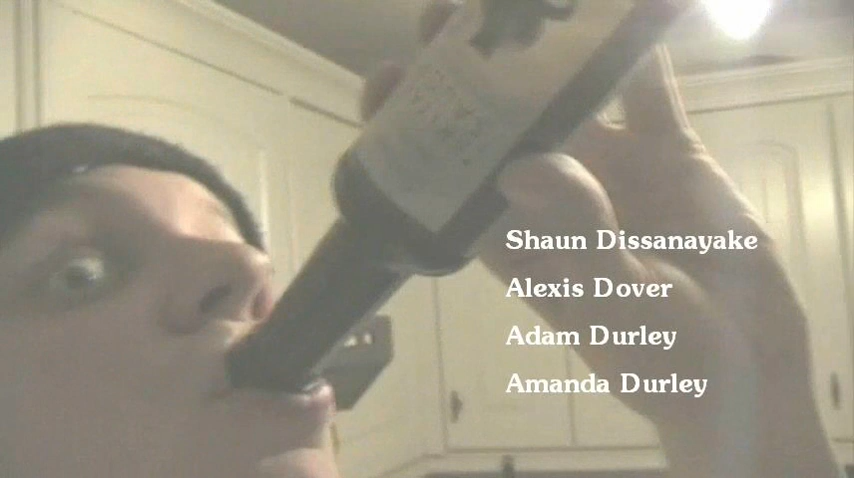 Shaun Dissanayake
Alexis Dover
Adam Durley
Amanda Durley